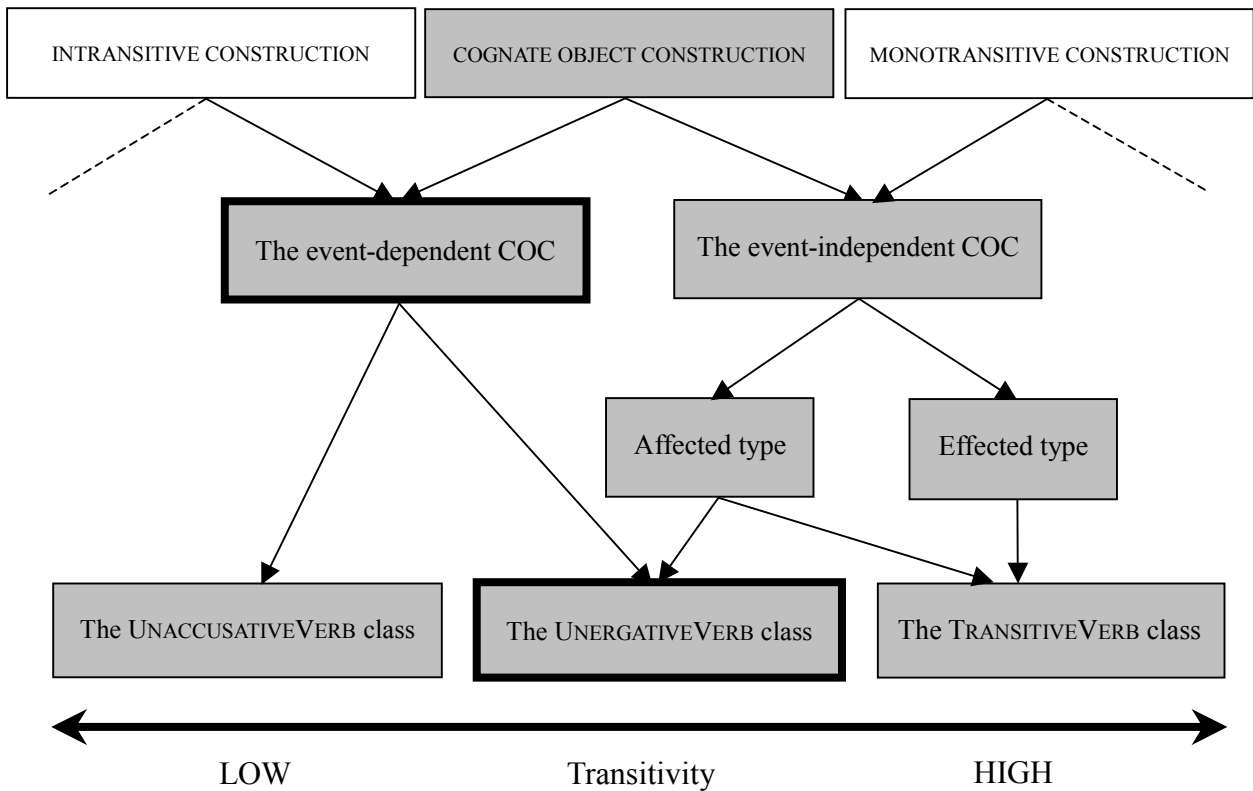 INTRANSITIVE CONSTRUCTION
COGNATE OBJECT CONSTRUCTION
MONOTRANSITIVE CONSTRUCTION
The event-dependent COC
The event-independent COC
Affected type
Effected type
The UNACCUSATIVEVERB class
The UNERGATIVEVERB class
The TRANSITIVEVERB class
LOW
Transitivity
HIGH